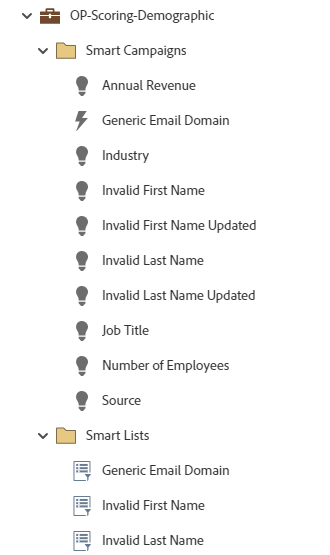 OP-Scoring-Demographic
Smart Campaigns
Annual Revenue
Generic Email Domain
Industry
Invalid First Name
Invalid First Name Updated
Invalid Last Name
Invalid Last Name Updated
Job Title
Number of Employees
Source
Smart Lists
Generic Email Domain
Invalid First Name
Invalid Last Name